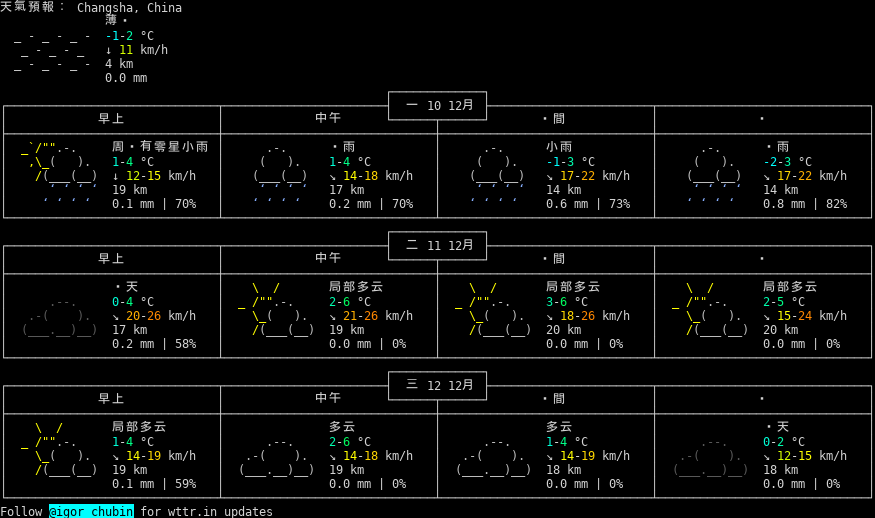 天氣預報： Changsha, China
薄・
-1-2 °C
↓ 11 km/h
4 km
0.0 mm
一 10 12月
早上 中午 ・間 ・
周・有零星小雨 ・雨 小雨 ・雨
1-4 °C 1-4 °C -1-3 °C -2-3 °C
↓ 12-15 km/h ↘ 14-18 km/h ↘ 17-22 km/h ↘ 17-22 km/h
19 km 17 km 14 km 14 km
0.1 mm | 70% 0.2 mm | 70% 0.6 mm | 73% 0.8 mm | 82%
二 11 12月
早上 中午 ・間 ・
・天 局部多云 局部多云 局部多云
0-4 °C 2-6 °C 3-6 °C 2-5 °C
↘ 20-26 km/h ↘ 21-26 km/h ↘ 18-26 km/h ↘ 15-24 km/h
17 km 19 km 20 km 20 km
0.2 mm | 58% 0.0 mm | 0% 0.0 mm | 0% 0.0 mm | 0%
三 12 12月
早上 中午 ・間 ・
局部多云 多云 多云 ・天
1-4 °C 2-6 °C 1-4 °C 0-2 °C
↘ 14-19 km/h ↘ 14-18 km/h ↘ 14-19 km/h ↘ 12-15 km/h
19 km 19 km 18 km 18 km
0.1 mm | 59% 0.0 mm | 0% 0.0 mm | 0% 0.0 mm | 0%
Follow @igor_chubin for wttr.in updates